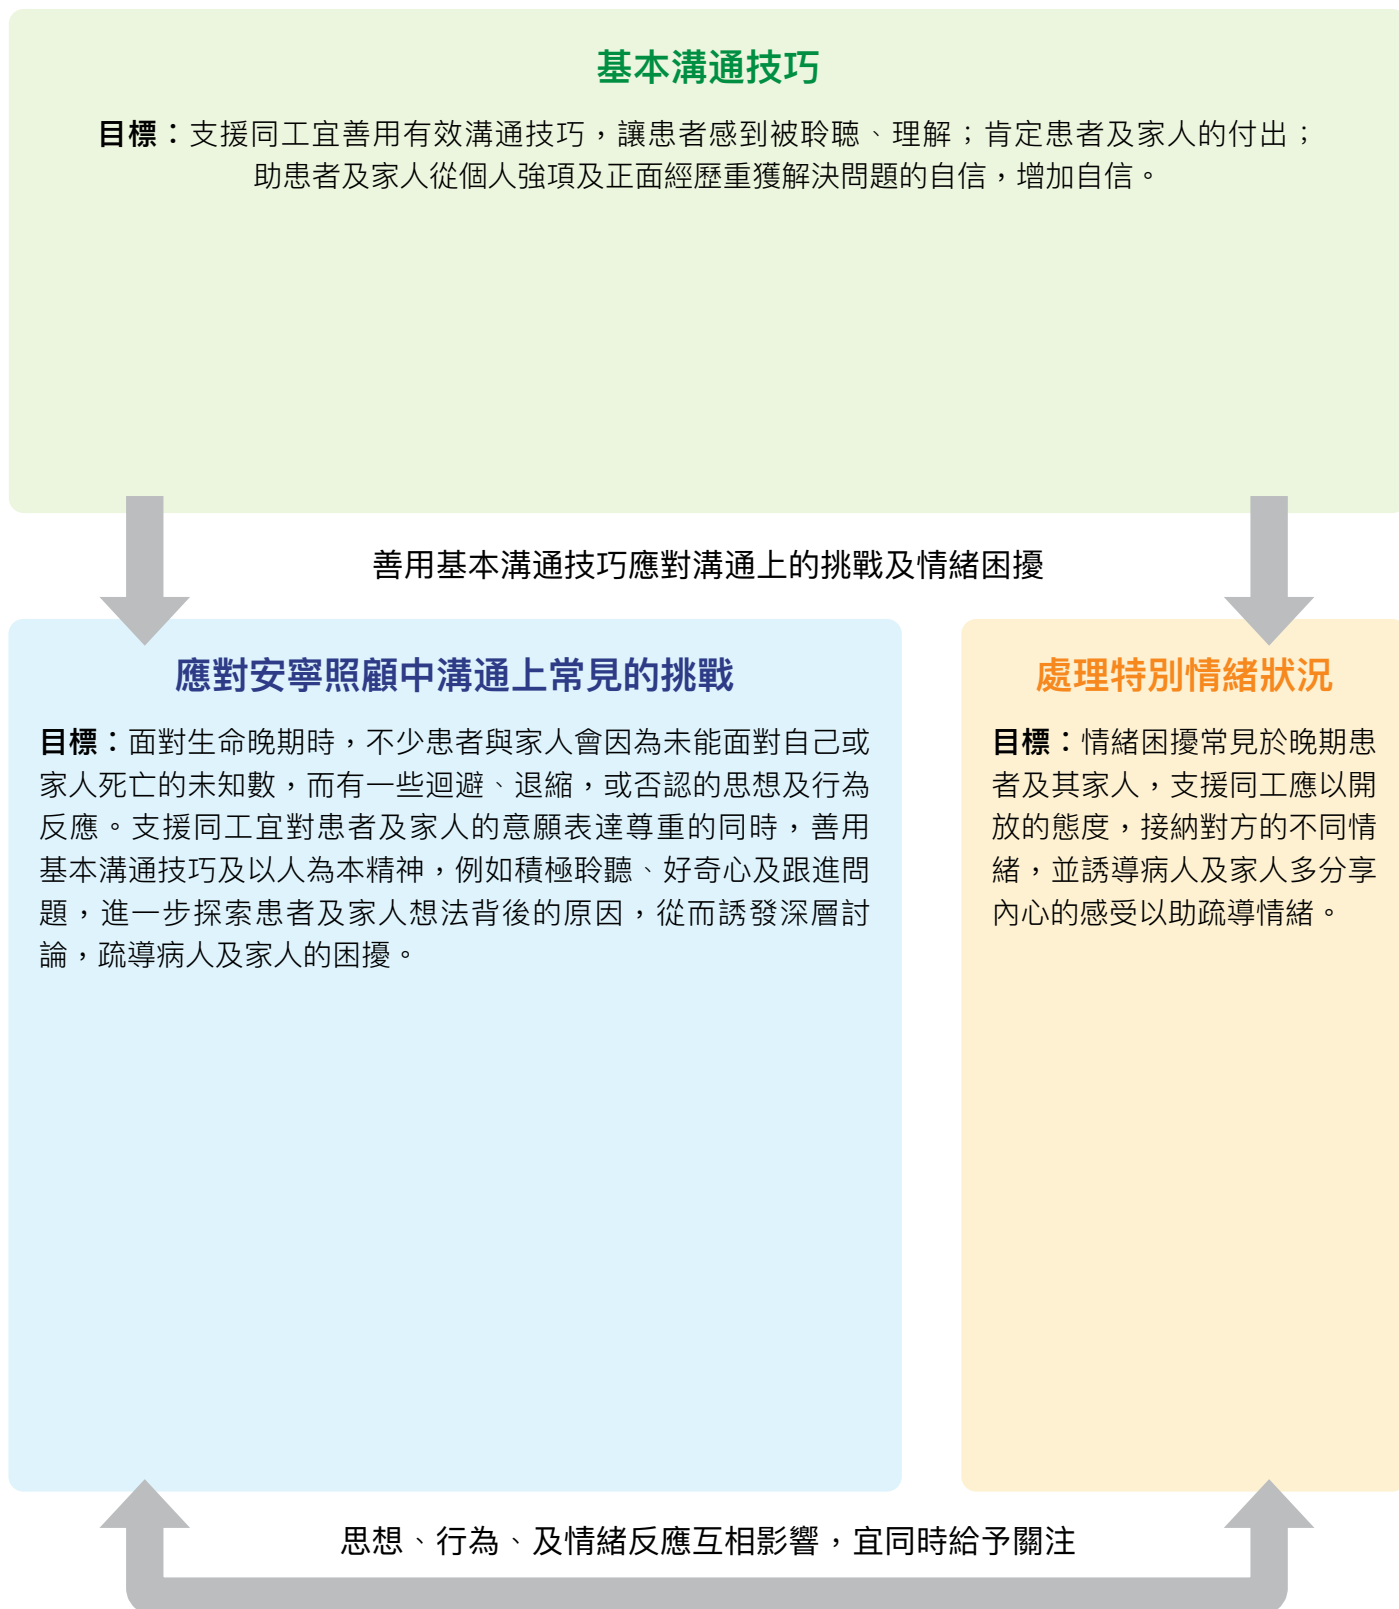 基本溝通技巧
目標：支援同工宜善用有效溝通技巧，讓患者感到被聆聽、理解；肯定患者及家人的付出；
助患者及家人從個人強項及正面經歷重獲解決問題的自信，增加自信。
善用基本溝通技巧應對溝通上的挑戰及情緒困擾
應對安寧照顧中溝通上常見的挑戰
目標：面對生命晚期時，不少患者與家人會因為未能面對自己或
家人死亡的未知數，而有一些迴避、退縮，或否認的思想及行為
反應。支援同工宜對患者及家人的意願表達尊重的同時，善用
基本溝通技巧及以人為本精神，例如積極聆聽、好奇心及跟進問
題，進一步探索患者及家人想法背後的原因，從而誘發深層討
論，疏導病人及家人的困擾。
處理特別情緒狀況
目標：情緒困擾常見於晚期患
者及其家人，支援同工應以開
放的態度，接納對方的不同情
緒，並誘導病人及家人多分享
內心的感受以助疏導情緒。
思想、行為、及情緒反應互相影響，宜同時給予關注